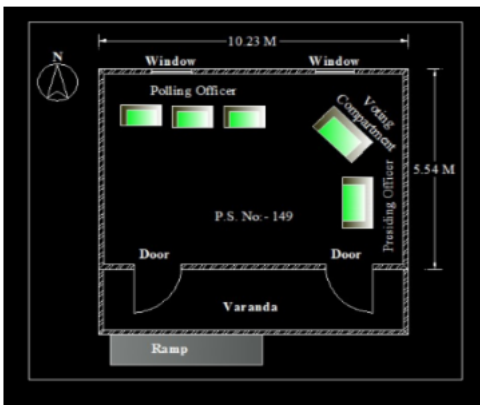 10.23 M
N
Window Window
Polling Officer
Voting
Compartment
5.54 M
Presiding Officer
P.S. No:- 149
Door Door
Varanda
Ramp